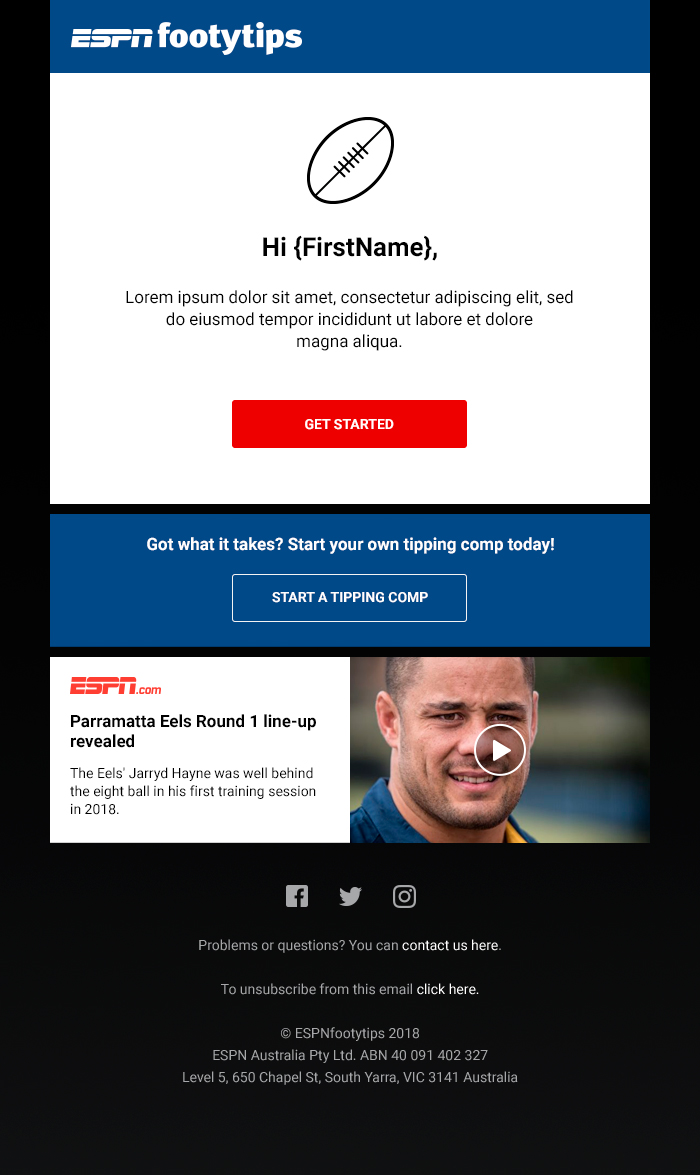 ESPN footytips
Hi {FirstName},
Lorem ipsum dolor sit amet, consectetur adipiscing elit, sed
do eiusmod tempor incididunt ut labore et dolore
magna aliqua.
GET STARTED
Got what it takes? Start your own tipping comp today!
START A TIPPING COMP
ESPN.com
Parramatta Eels Round 1 line-up
revealed
The Eels' Jarryd Hayne was well behind
the eight ball in his first training session
in 2018.
Problems or questions? You can contact us here.
To unsubscribe from this email click here.
© ESPNfootytips 2018
ESPN Australia Pty Ltd. ABN 40 091 402 327
Level 5, 650 Chapel St, South Yarra, VIC 3141 Australia